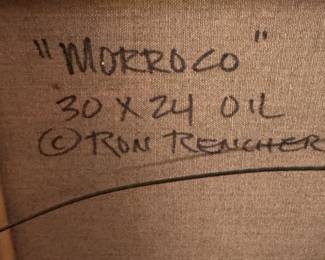 "MORROCO"
30 X 24 OIL
© RON RENCHER